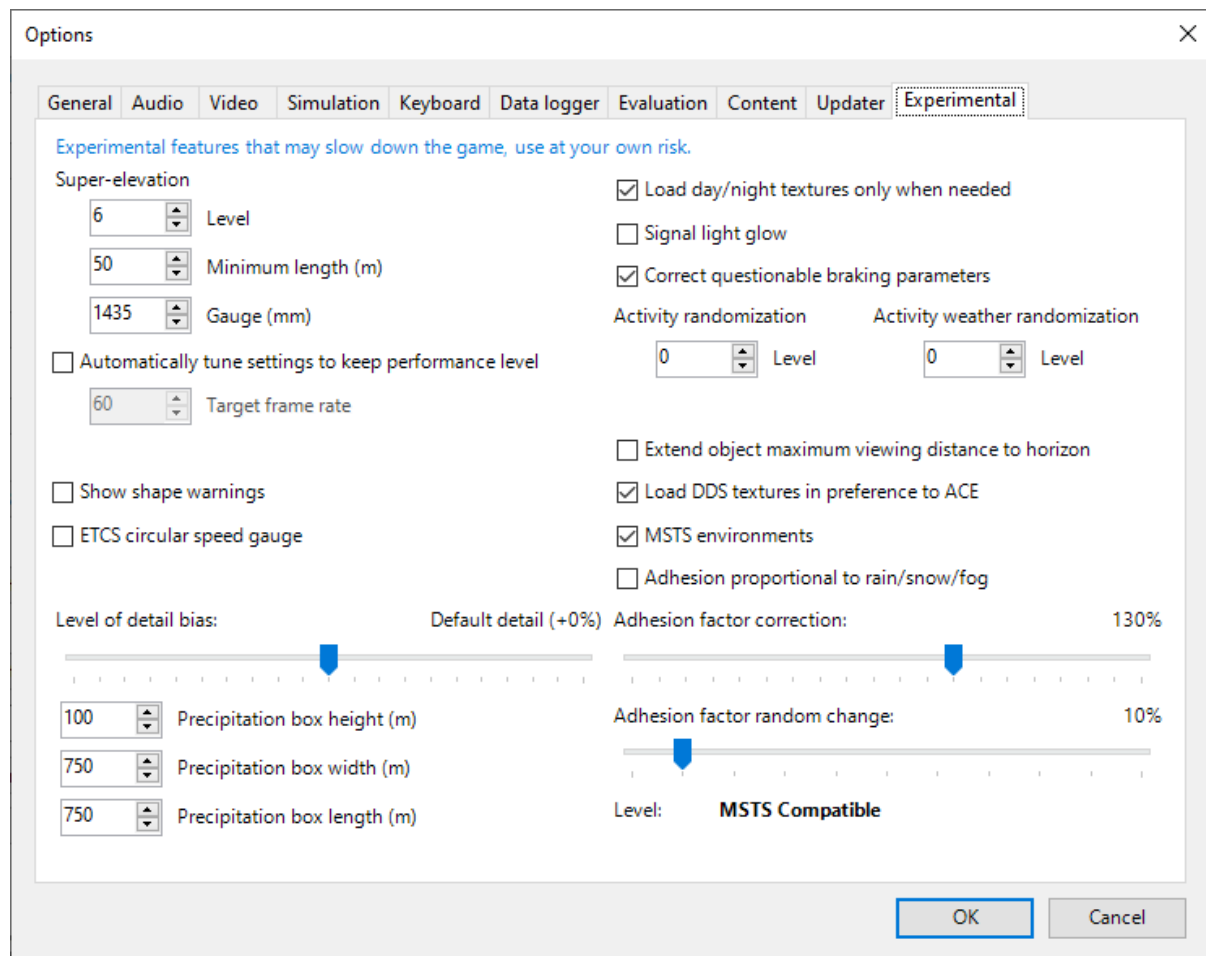 Options
General Audio Video Simulation Keyboard Data logger Evaluation Content Updater Experimental
Experimental features that may slow down the game, use at your own risk.
Super-elevation
6 Level
50 Minimum length (m)
1435 Gauge (mm)
Automatically tune settings to keep performance level
60 Target frame rate
Show shape warnings
ETCS circular speed gauge
Level of detail bias: Default detail (+0%)
100 Precipitation box height (m)
750 Precipitation box width (m)
750 Precipitation box length (m)
Load day/night textures only when needed
Signal light glow
Correct questionable braking parameters
Activity randomization Activity weather randomization
0 Level 0 Level
Extend object maximum viewing distance to horizon
Load DDS textures in preference to ACE
MSTS environments
Adhesion proportional to rain/snow/fog
Adhesion factor correction: 130%
Adhesion factor random change: 10%
Level: MSTS Compatible
OK Cancel